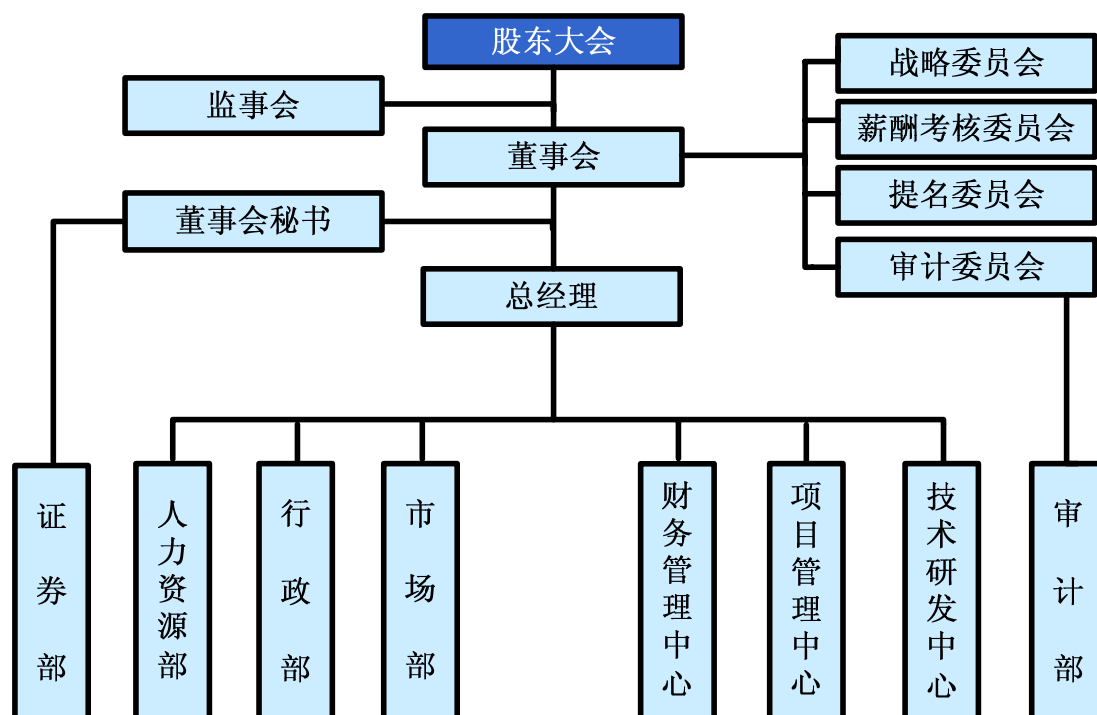 股东大会
战略委员会
监事会
薪酬考核委员会
董事会
提名委员会
董事会秘书
审计委员会
总经理
证券部
人力资源部
行政部
市场部
财务管理中心
项目管理中心
技术研发中心
审计部